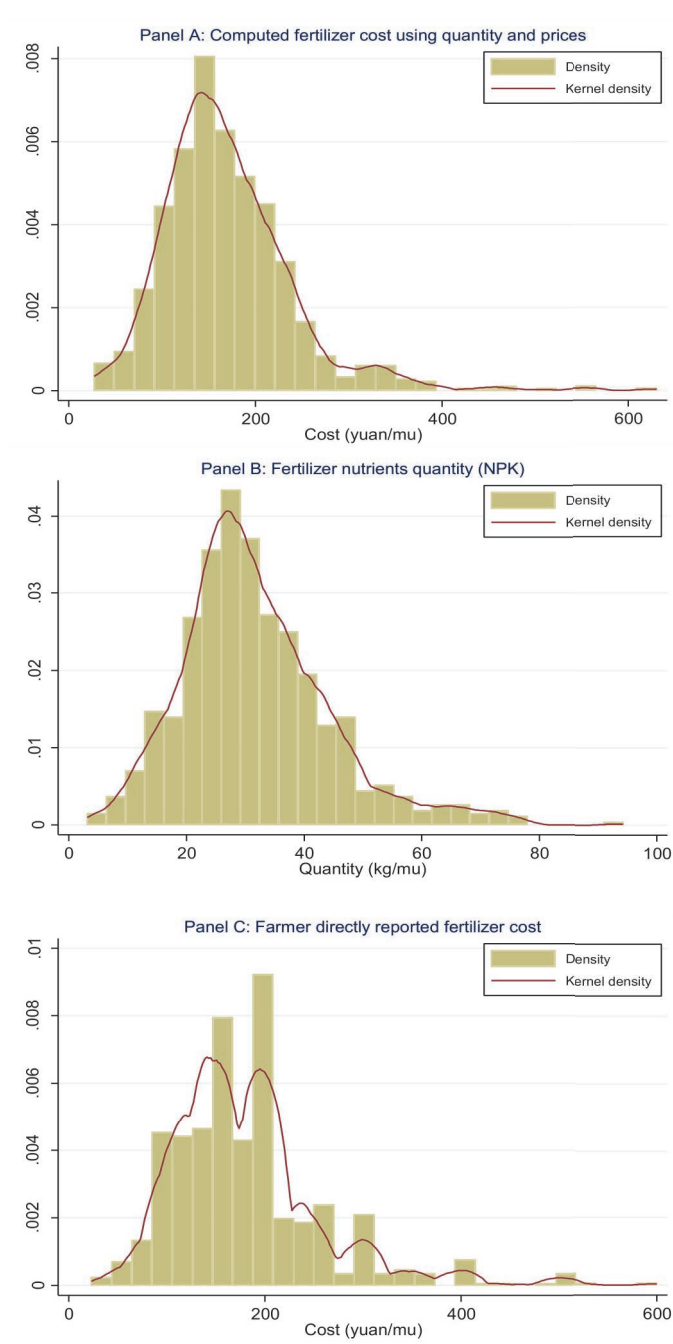 Panel A: Computed fertilizer cost using quantity and prices
Density
Kernel density
.008
.006
.004
.002
0
0 200 400 600
Cost (yuan/mu)
Panel B: Fertilizer nutrients quantity (NPK)
Density
Kernel density
.04
.03
.02
.01
0
0 20 40 60 80 100
Quantity (kg/mu)
Panel C: Farmer directly reported fertilizer cost
Density
Kernel density
.01
.008
.006
.004
.002
0
0 200 400 600
Cost (yuan/mu)